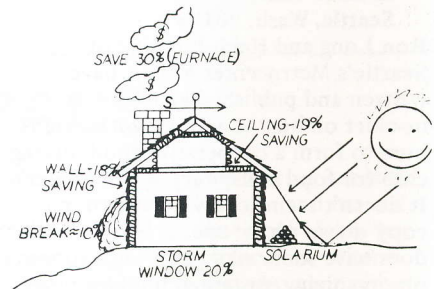 $
SAVE 30% (FURNACE)
$
S
CEILING-19%
SAVING
WALL-18%
SAVING
WIND
BREAK≈10%
STORM
WINDOW 20%
SOLARIUM